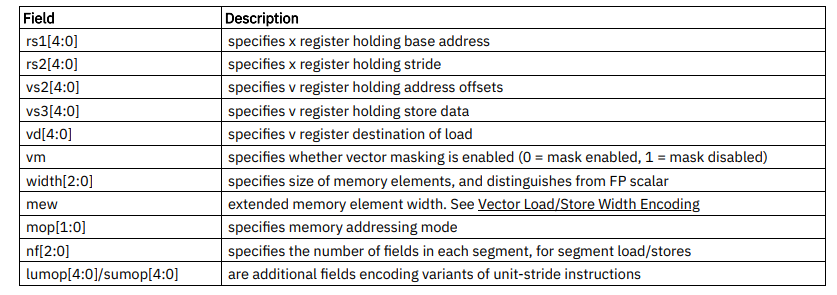 Field Description
rs1[4:0] specifies x register holding base address
rs2[4:0] specifies x register holding stride
vs2[4:0] specifies v register holding address offsets
vs3[4:0] specifies v register holding store data
vd[4:0] specifies v register destination of load
vm specifies whether vector masking is enabled (0 = mask enabled, 1 = mask disabled)
width[2:0] specifies size of memory elements, and distinguishes from FP scalar
mew extended memory element width. See Vector Load/Store Width Encoding
mop[1:0] specifies memory addressing mode
nf[2:0] specifies the number of fields in each segment, for segment load/stores
lumop[4:0]/sumop[4:0] are additional fields encoding variants of unit-stride instructions